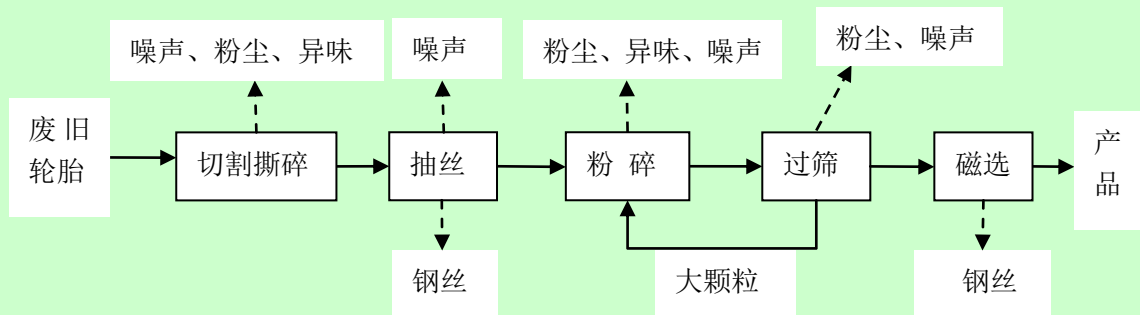 噪声、粉尘、异味
噪声
粉尘、异味、噪声
粉尘、噪声
废旧
轮胎
切割撕碎
抽丝
粉碎
过筛
磁选
产
品
钢丝
大颗粒
钢丝